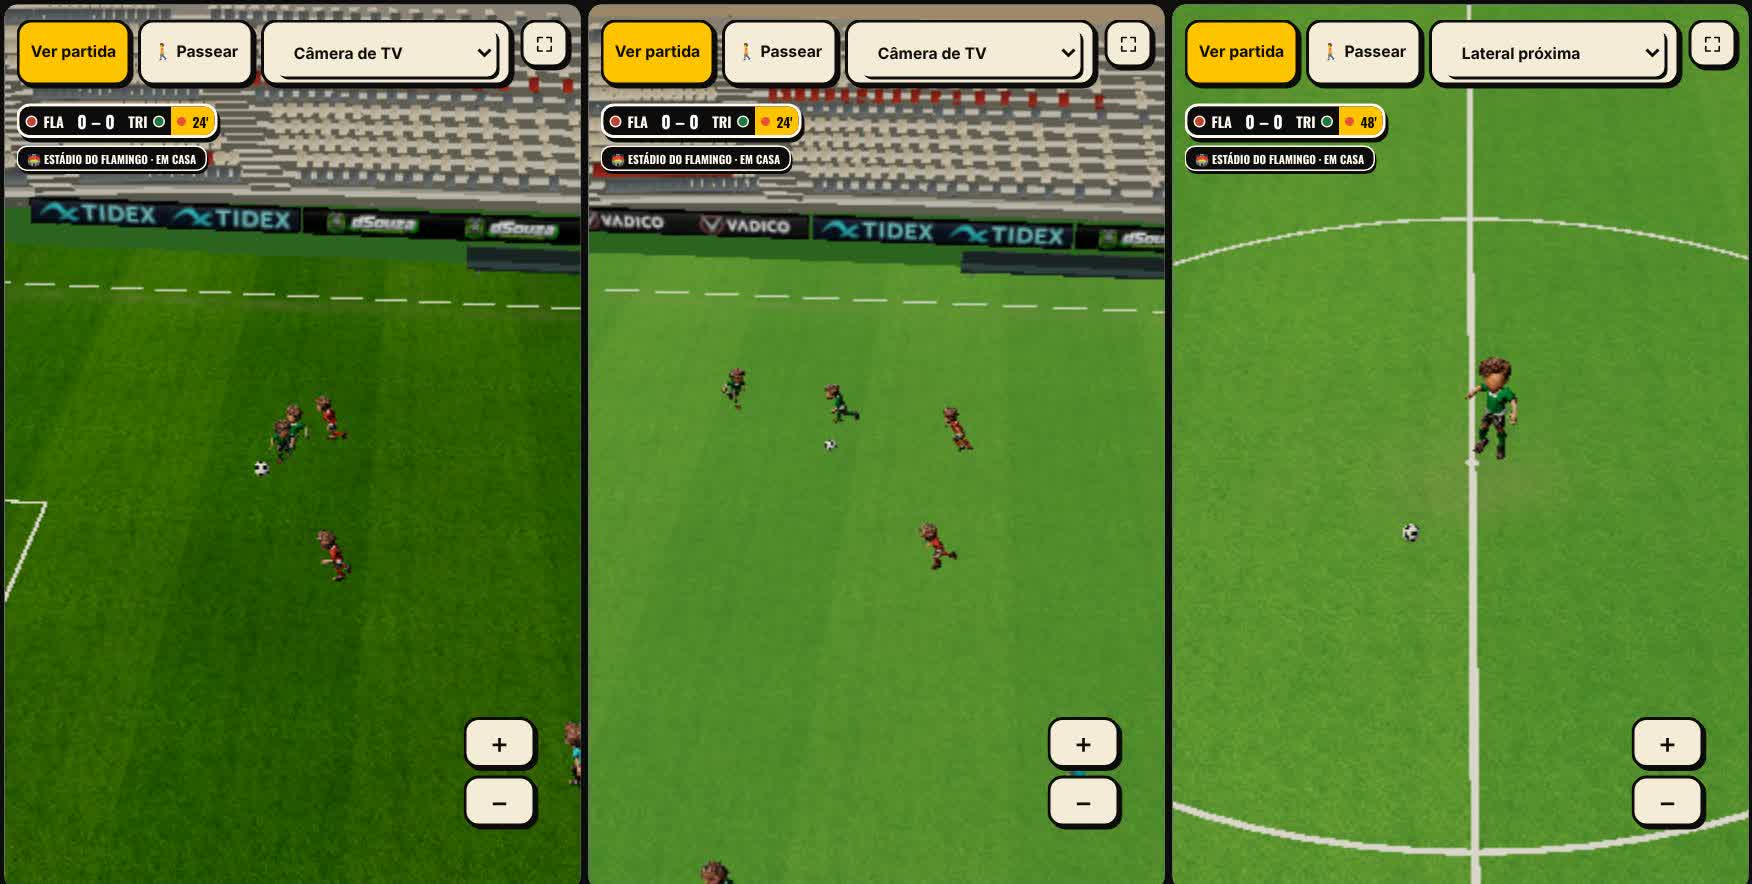 Ver partida
Passear
Câmera de TV
FLA 0 – 0 TRI 24'
ESTÁDIO DO FLAMINGO · EM CASA
TIDEX TIDEX dSouza dSouza
+
–
Ver partida
Passear
Câmera de TV
FLA 0 – 0 TRI 24'
ESTÁDIO DO FLAMINGO · EM CASA
VADICO VADICO TIDEX TIDEX dSou
+
–
Ver partida
Passear
Lateral próxima
FLA 0 – 0 TRI 48'
ESTÁDIO DO FLAMINGO · EM CASA
+
–